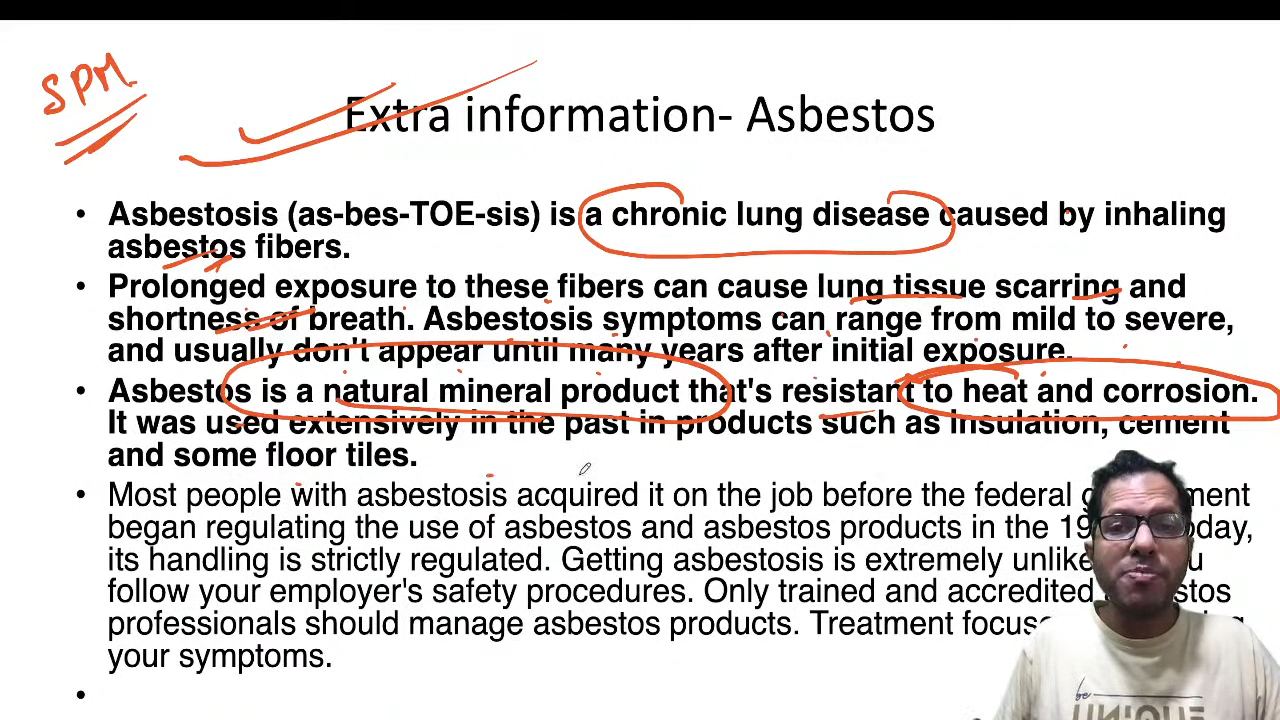 SPM
Extra information- Asbestos
• Asbestosis (as-bes-TOE-sis) is a chronic lung disease caused by inhaling
asbestos fibers.
• Prolonged exposure to these fibers can cause lung tissue scarring and
shortness of breath. Asbestosis symptoms can range from mild to severe,
and usually don't appear until many years after initial exposure.
• Asbestos is a natural mineral product that's resistant to heat and corrosion.
It was used extensively in the past in products such as insulation, cement
and some floor tiles.
• Most people with asbestosis acquired it on the job before the federal
began regulating the use of asbestos and asbestos products in the
its handling is strictly regulated. Getting asbestosis is extremely
follow your employer's safety procedures. Only trained and accredited
professionals should manage asbestos products. Treatment
your symptoms.
•
be
UNIQUE